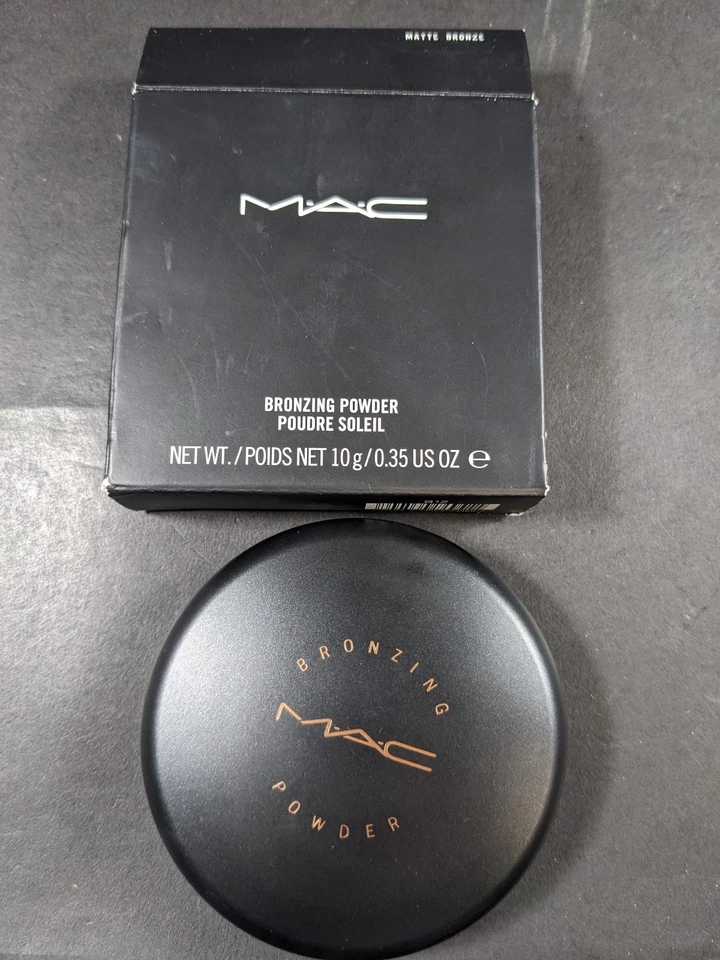 MATTE BRONZE
M·A·C
BRONZING POWDER
POUDRE SOLEIL
NET WT. / POIDS NET 10 g / 0.35 US OZ ℮
BRONZING
M·A·C
POWDER